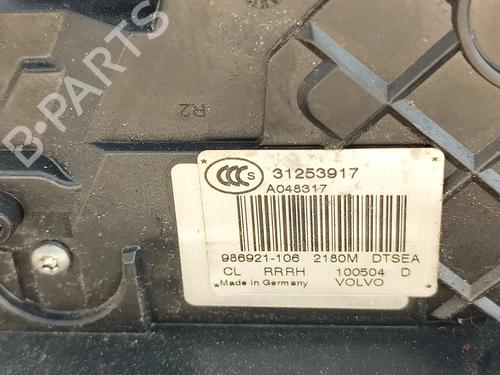 B-PARTS
R2
CCC S 31253917
A048317
986921-106 2180M DTSEA
CL RRRH 100504 D
Made in Germany VOLVO